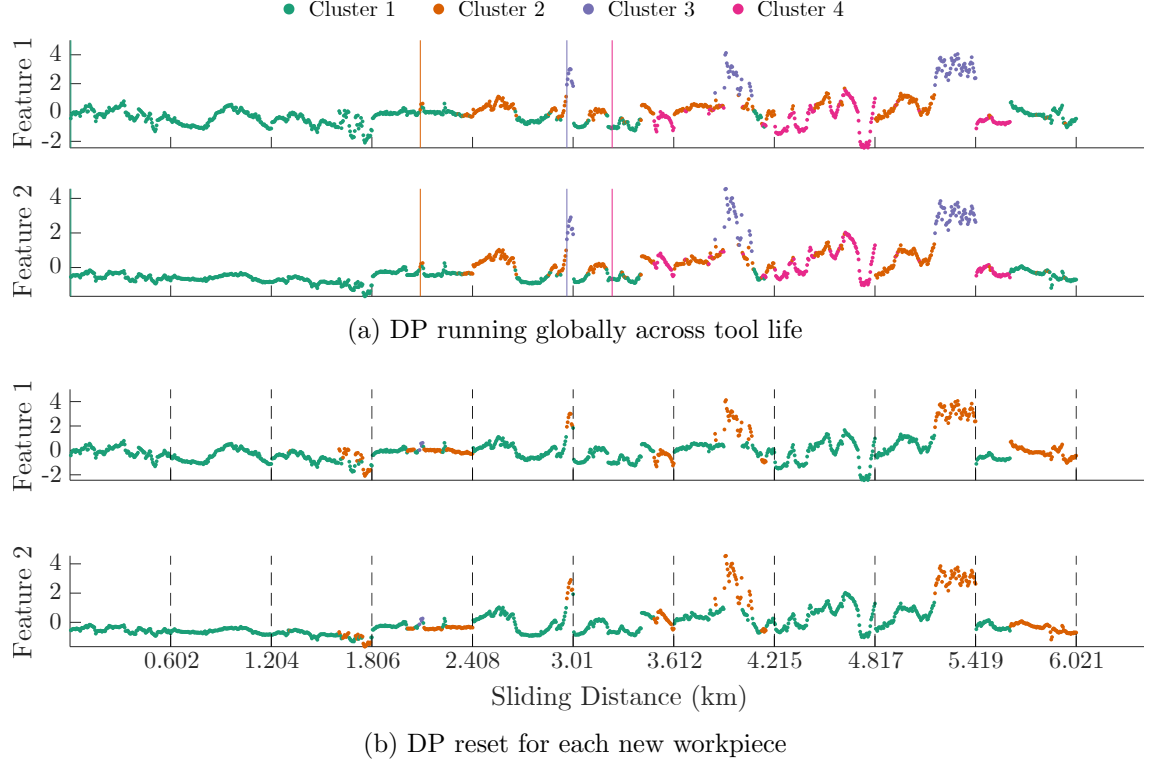 Cluster 1 Cluster 2 Cluster 3 Cluster 4
Feature 1
4
2
0
-2
Feature 2
4
2
0
(a) DP running globally across tool life
Feature 1
4
2
0
-2
Feature 2
4
2
0
0.602 1.204 1.806 2.408 3.01 3.612 4.215 4.817 5.419 6.021
Sliding Distance (km)
(b) DP reset for each new workpiece